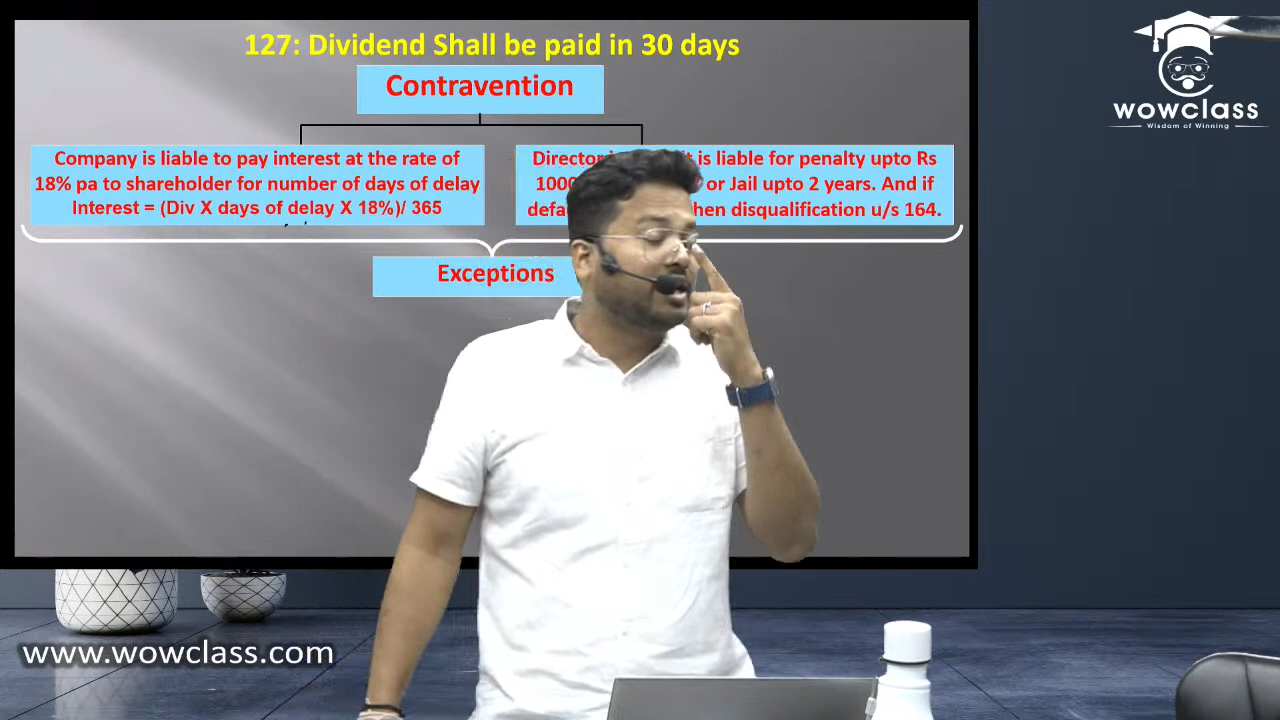 127: Dividend Shall be paid in 30 days
Contravention
Company is liable to pay interest at the rate of
18% pa to shareholder for number of days of delay
Interest = (Div X days of delay X 18%)/ 365
Director is liable for penalty upto Rs
or Jail upto 2 years. And if
disqualification u/s 164.
Exceptions
wowclass
Wisdom of Winning
www.wowclass.com